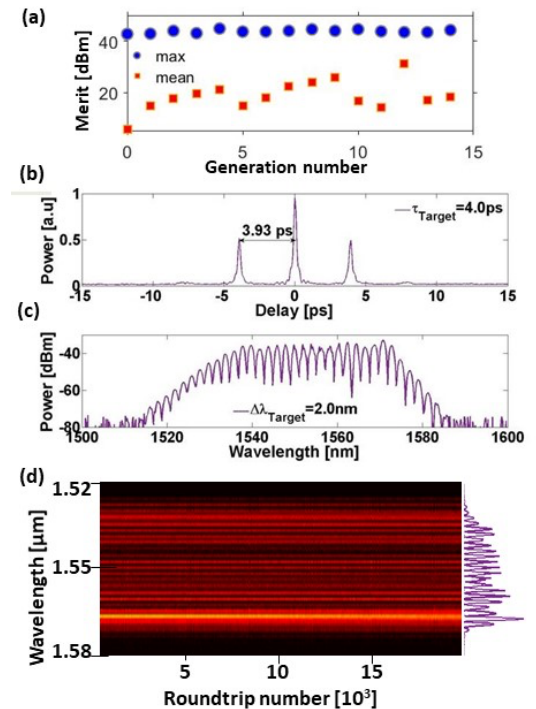 (a)
Merit [dBm]
40
20
max
mean
0
5
10
15
Generation number
(b)
Power [a.u]
1
0.5
0
3.93 ps
τTarget=4.0ps
-15
-10
-5
0
5
10
15
Delay [ps]
(c)
Power [dBm]
-40
-60
-80
ΔλTarget=2.0nm
1500
1520
1540
1560
1580
1600
Wavelength [nm]
(d)
Wavelength [μm]
1.52
1.55
1.58
5
10
15
Roundtrip number [10³]